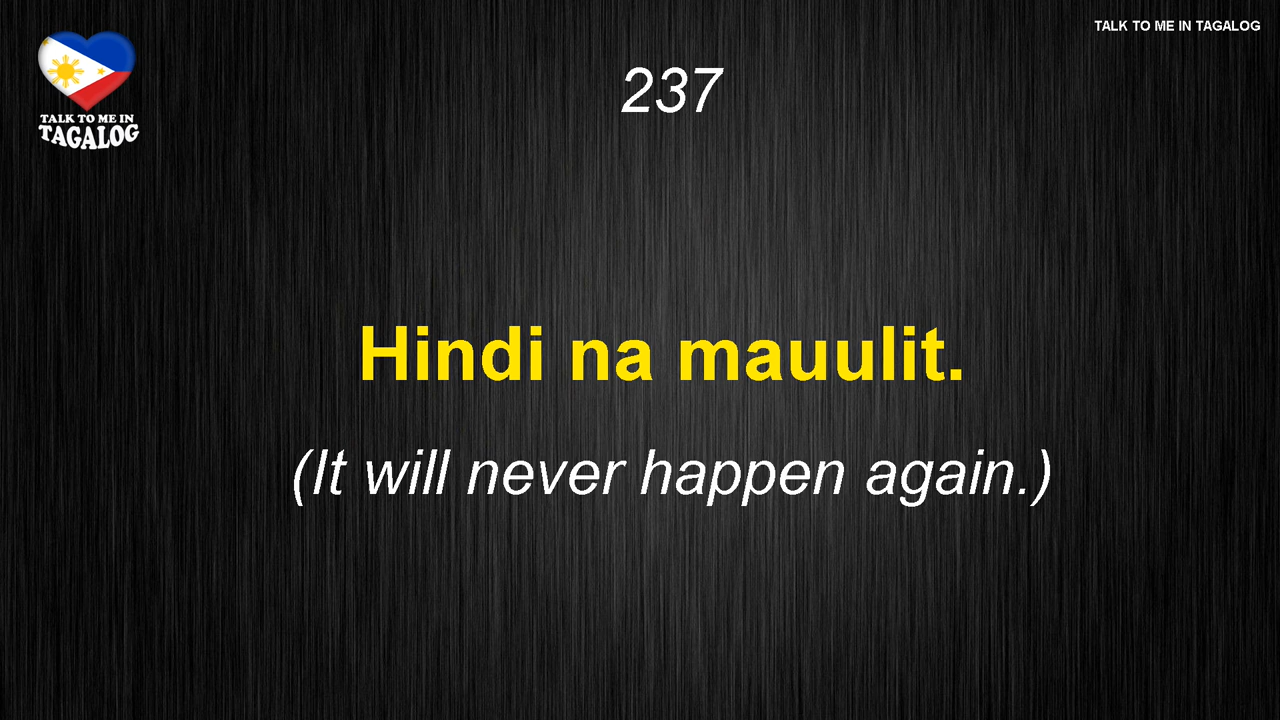 TALK TO ME IN TAGALOG
237
TALK TO ME IN
TAGALOG
Hindi na mauulit.
(It will never happen again.)